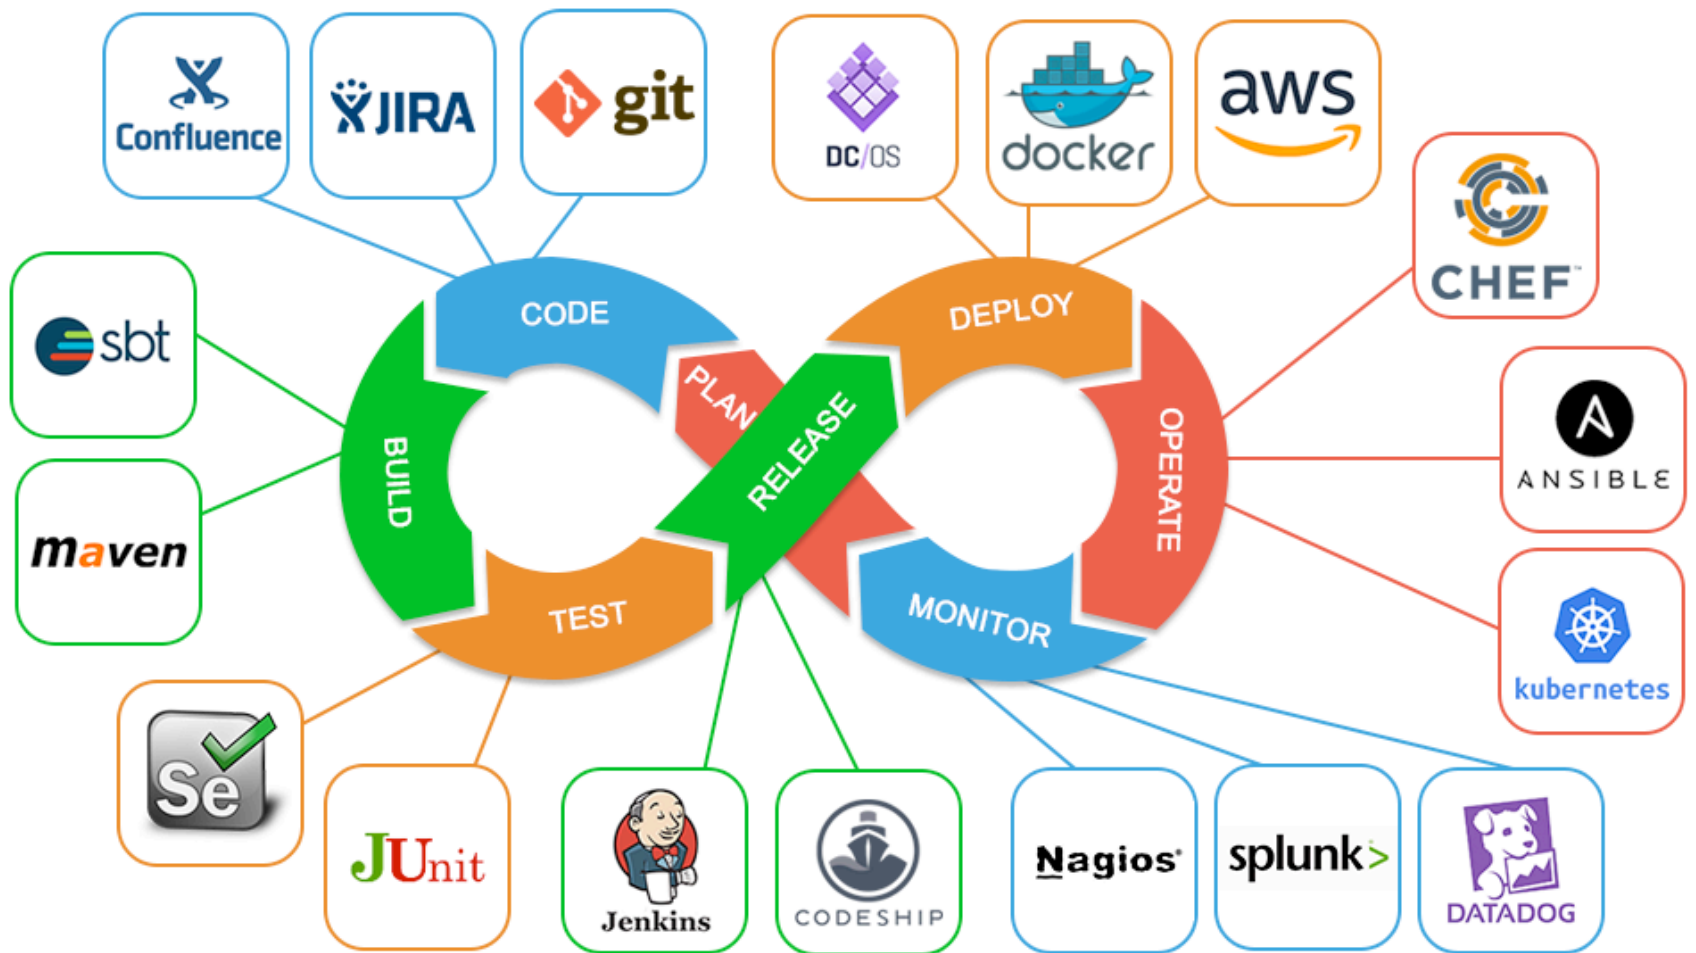 Confluence
JIRA
git
DC/OS
docker
aws
CHEF™
sbt
CODE
DEPLOY
PLAN
RELEASE
BUILD
OPERATE
ANSIBLE
maven
TEST
MONITOR
kubernetes
Se
JUnit
Jenkins
CODESHIP
Nagios®
splunk>
DATADOG